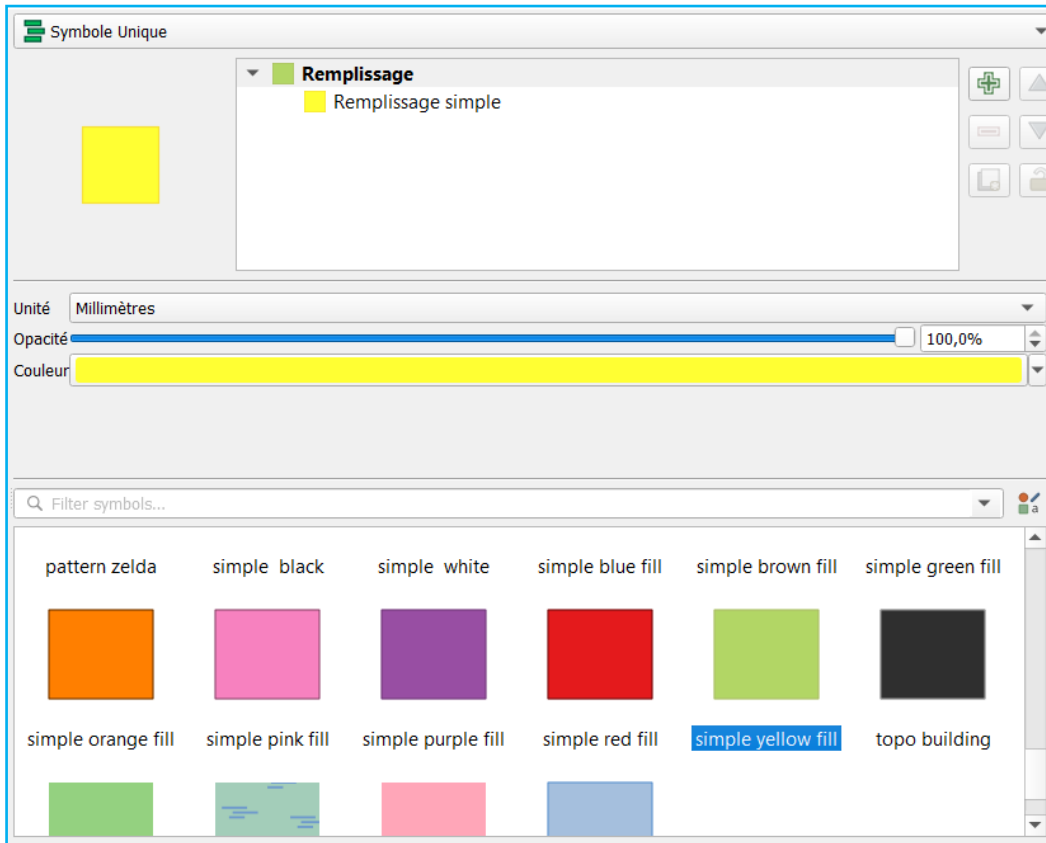 Symbole Unique
Remplissage
Remplissage simple
Unité Millimètres
Opacité 100,0%
Couleur
Filter symbols...
a
pattern zelda simple black simple white simple blue fill simple brown fill simple green fill
simple orange fill simple pink fill simple purple fill simple red fill simple yellow fill topo building